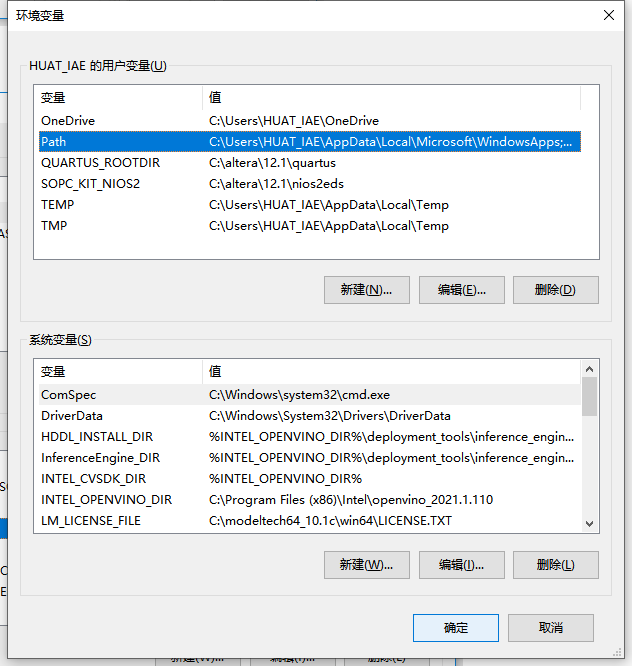 环境变量
HUAT_IAE 的用户变量(U)
变量 值
OneDrive C:\Users\HUAT_IAE\OneDrive
Path C:\Users\HUAT_IAE\AppData\Local\Microsoft\WindowsApps;...
QUARTUS_ROOTDIR C:\altera\12.1\quartus
SOPC_KIT_NIOS2 C:\altera\12.1\nios2eds
TEMP C:\Users\HUAT_IAE\AppData\Local\Temp
TMP C:\Users\HUAT_IAE\AppData\Local\Temp
新建(N)... 编辑(E)... 删除(D)
系统变量(S)
变量 值
ComSpec C:\Windows\system32\cmd.exe
DriverData C:\Windows\System32\Drivers\DriverData
HDDL_INSTALL_DIR %INTEL_OPENVINO_DIR%\deployment_tools\inference_engin...
InferenceEngine_DIR %INTEL_OPENVINO_DIR%\deployment_tools\inference_engin...
INTEL_CVSDK_DIR %INTEL_OPENVINO_DIR%
INTEL_OPENVINO_DIR C:\Program Files (x86)\Intel\openvino_2021.1.110
LM_LICENSE_FILE C:\modeltech64_10.1c\win64\LICENSE.TXT
新建(W)... 编辑(I)... 删除(L)
确定 取消